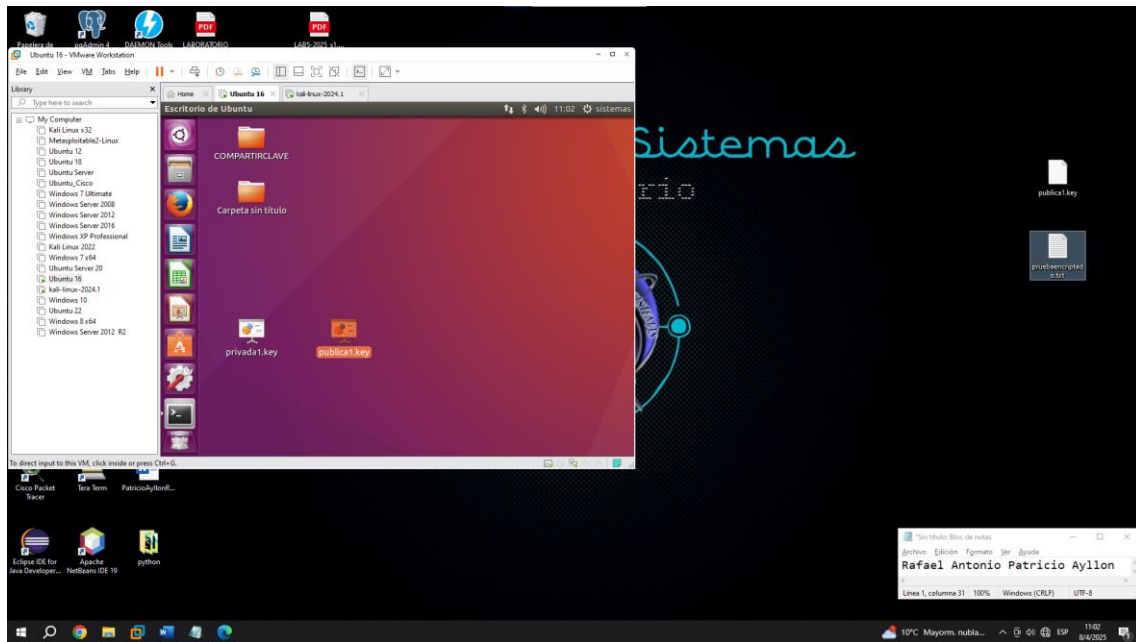 Papelera de
pgAdmin 4
DAEMON Tools
LABORATORIO
LAB5-2025 s1....
Ubuntu 16 - VMware Workstation
File Edit View VM Tabs Help
Library
Type here to search
My Computer
Kali Linux x32
Metasploitable2-Linux
Ubuntu 12
Ubuntu 18
Ubuntu Server
Ubuntu_Cisco
Windows 7 Ultimate
Windows Server 2008
Windows Server 2012
Windows Server 2016
Windows XP Professional
Kali Linux 2022
Windows 7 x64
Ubuntu Server 20
Ubuntu 16
kali-linux-2024.1
Windows 10
Ubuntu 22
Windows 8 x64
Windows Server 2012 R2
Home
Ubuntu 16
kali-linux-2024.1
Escritorio de Ubuntu
11:02 sistemas
COMPARTIRCLAVE
Carpeta sin título
privada1.key
publica1.key
To direct input to this VM, click inside or press Ctrl+G.
Sistemas
rio
publica1.key
pruebaencriptad
o.txt
Cisco Packet
Tracer
Tera Term
PatricioAyllonR...
Eclipse IDE for
Java Developer...
Apache
NetBeans IDE 19
python
*Sin título: Bloc de notas
Archivo Edición Formato Ver Ayuda
Rafael Antonio Patricio Ayllon
Línea 1, columna 31 100% Windows (CRLF) UTF-8
10°C Mayorm. nubla... ESP
11:02
8/4/2025